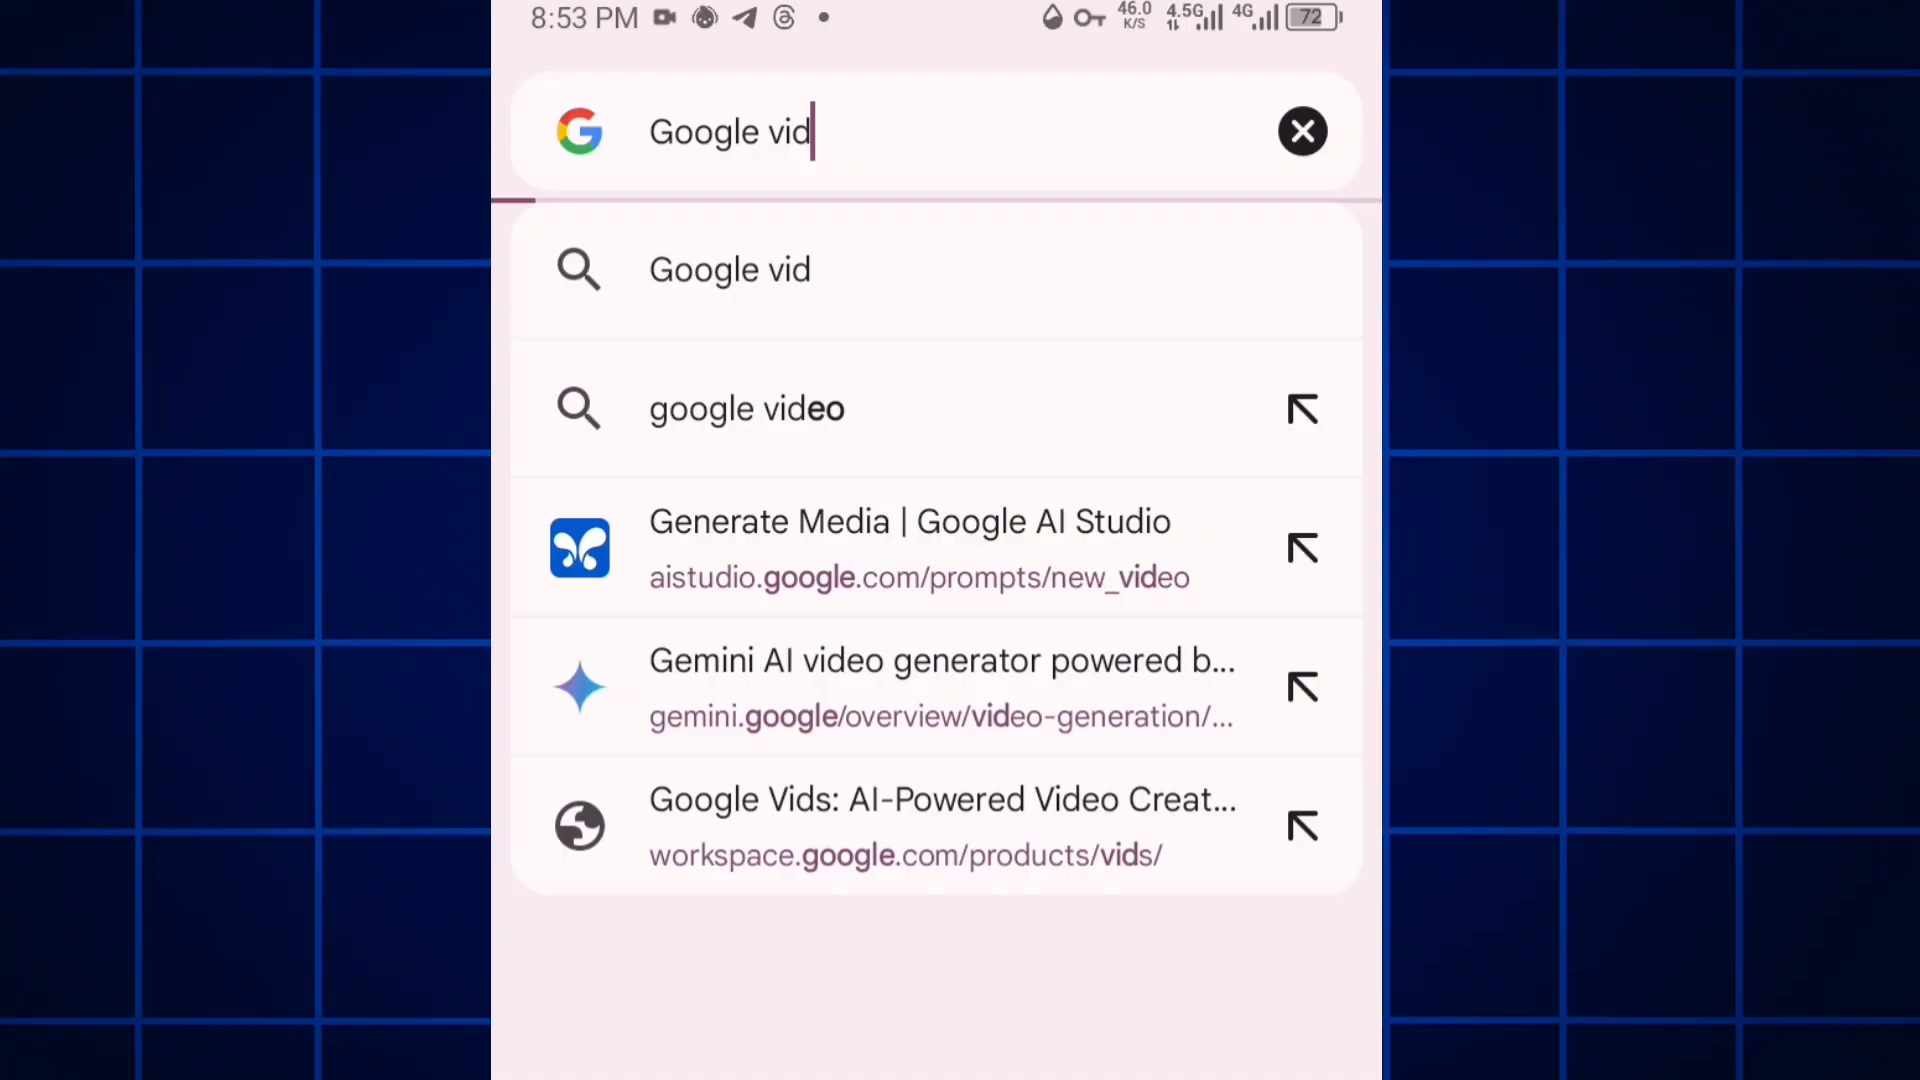 8:53 PM 46.0 K/S 4.5G 4G 72
Google vid
Google vid
google video
Generate Media | Google AI Studio
aistudio.google.com/prompts/new_video
Gemini AI video generator powered b...
gemini.google/overview/video-generation/...
Google Vids: AI-Powered Video Creat...
workspace.google.com/products/vids/